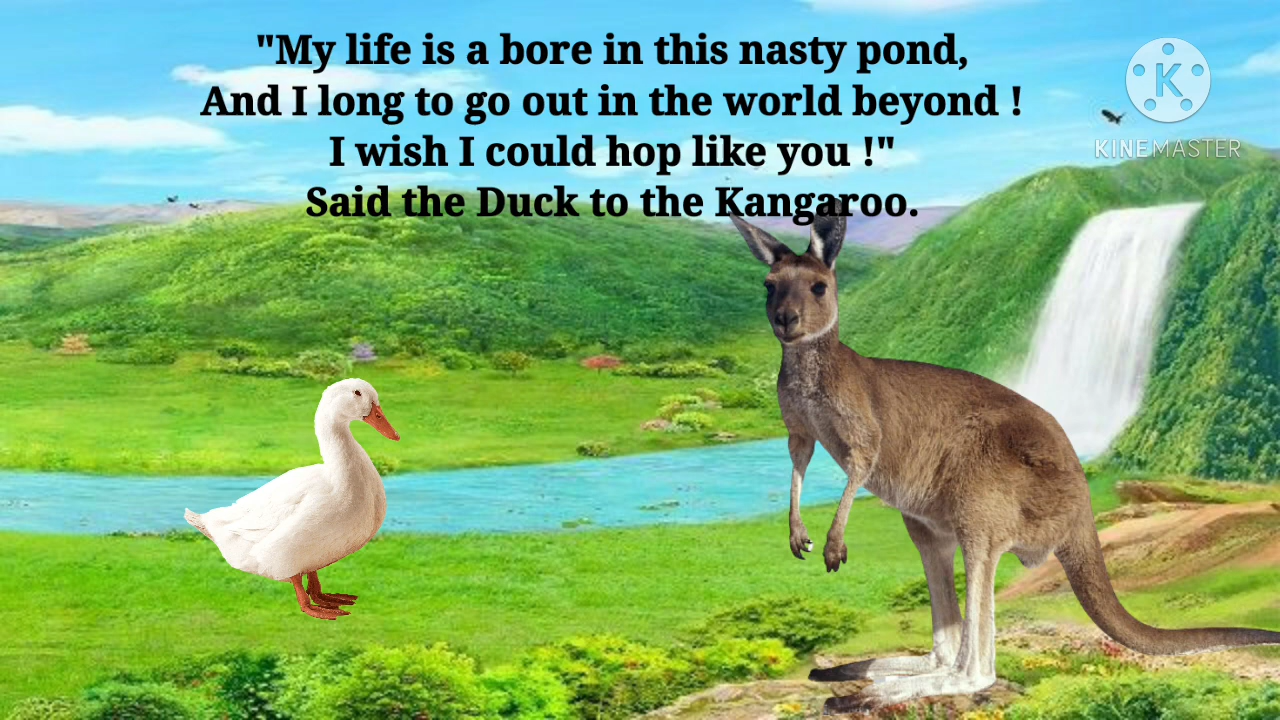 "My life is a bore in this nasty pond,
And I long to go out in the world beyond !
I wish I could hop like you !"
Said the Duck to the Kangaroo.
K
KINEMASTER